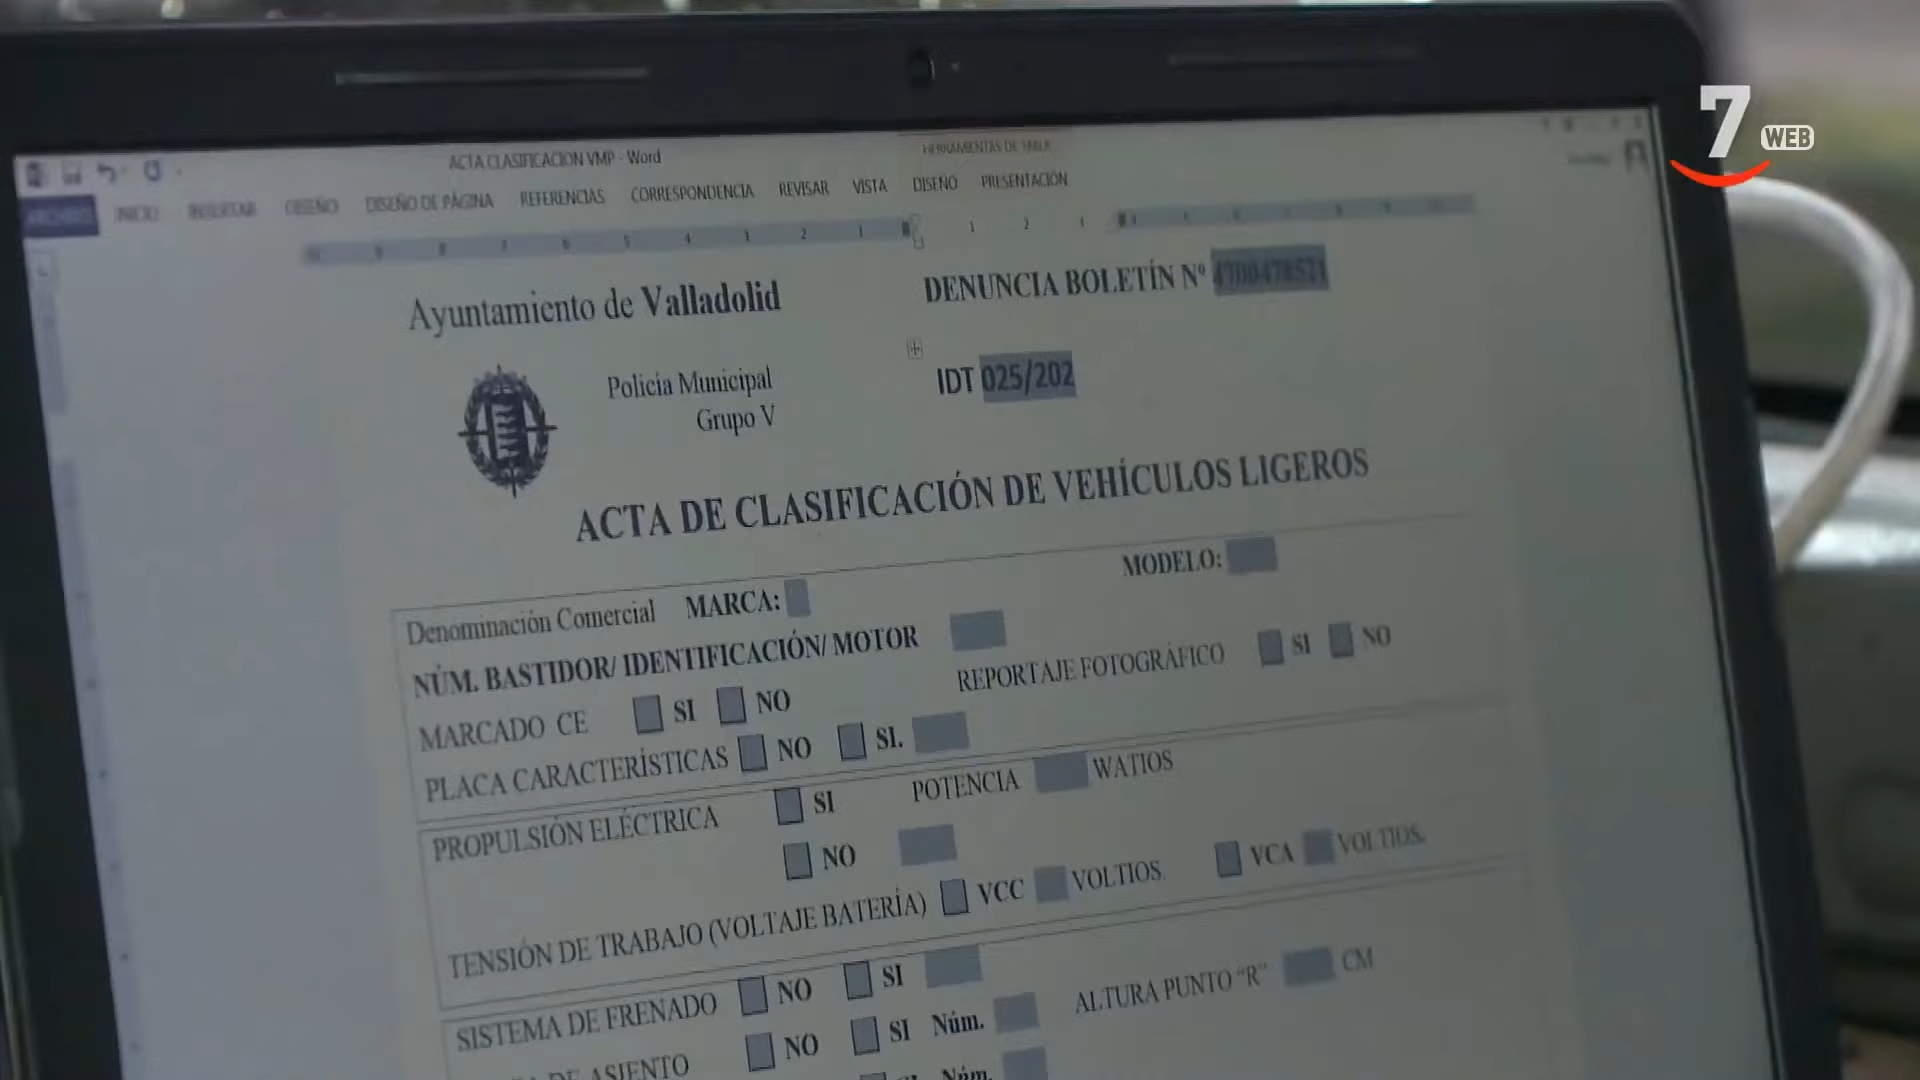 7 WEB
ACTA CLASIFICACION VMP - Word
HERRAMIENTAS DE TABLA
ARCHIVO INICIO INSERTAR DISEÑO DISEÑO DE PÁGINA REFERENCIAS CORRESPONDENCIA REVISAR VISTA DISEÑO PRESENTACIÓN
Ayuntamiento de Valladolid
DENUNCIA BOLETÍN Nº
Policía Municipal
Grupo V
IDT 025/202
ACTA DE CLASIFICACIÓN DE VEHÍCULOS LIGEROS
Denominación Comercial MARCA: MODELO:
NÚM. BASTIDOR/ IDENTIFICACIÓN/ MOTOR
MARCADO CE SI NO REPORTAJE FOTOGRÁFICO SI NO
PLACA CARACTERÍSTICAS NO SI.
PROPULSIÓN ELÉCTRICA SI POTENCIA WATIOS
NO
TENSIÓN DE TRABAJO (VOLTAJE BATERÍA) VCC VOLTIOS. VCA VOLTIOS.
SISTEMA DE FRENADO NO SI
DE ASIENTO NO SI Núm. ALTURA PUNTO "R" CM
Núm.